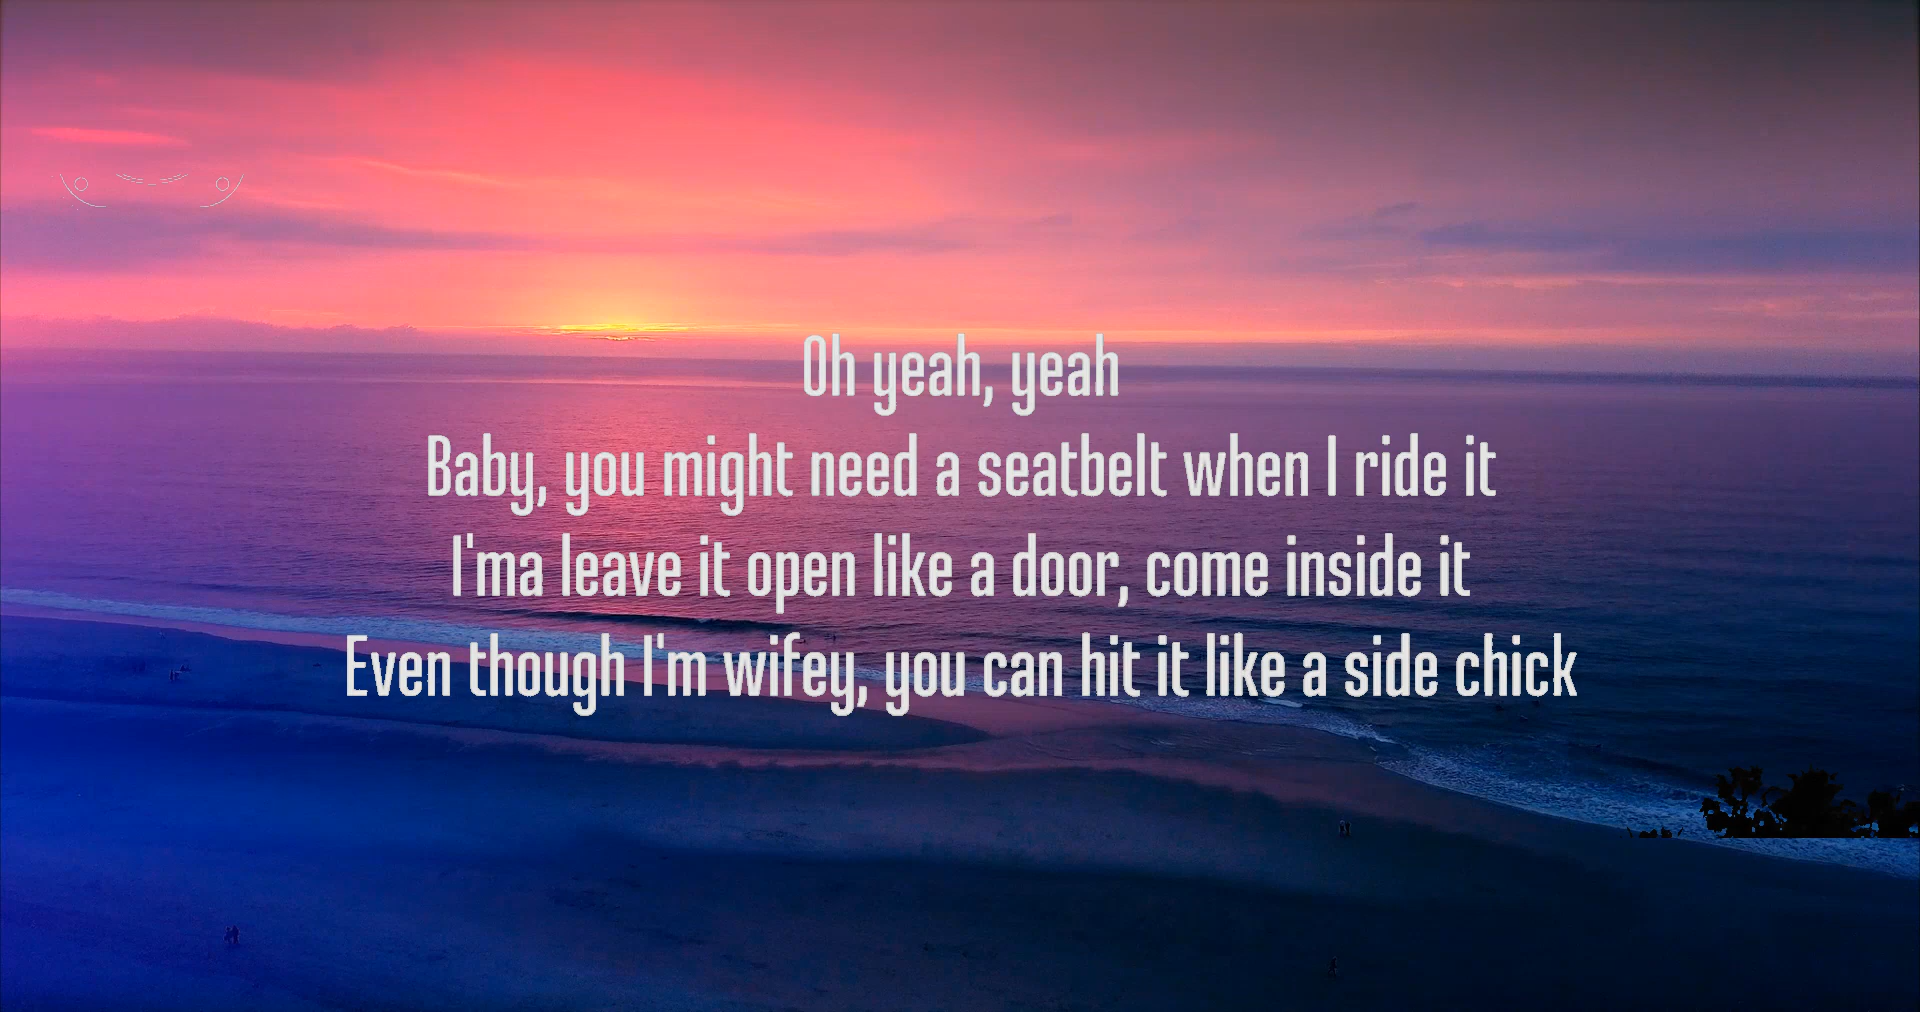 Oh yeah, yeah
Baby, you might need a seatbelt when I ride it
I'ma leave it open like a door, come inside it
Even though I'm wifey, you can hit it like a side chick